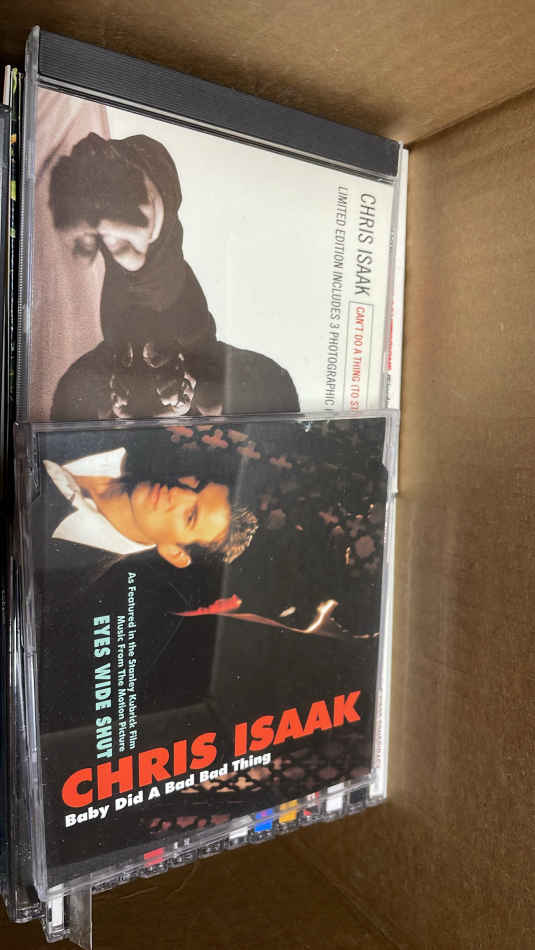 CHRIS ISAAK
CAN'T DO A THING (TO
LIMITED EDITION INCLUDES 3 PHOTOGRAPHIC
As Featured in the Stanley Kubrick Film
Music From The Motion Picture
EYES WIDE SHUT
CHRIS ISAAK
Baby Did A Bad Bad Thing